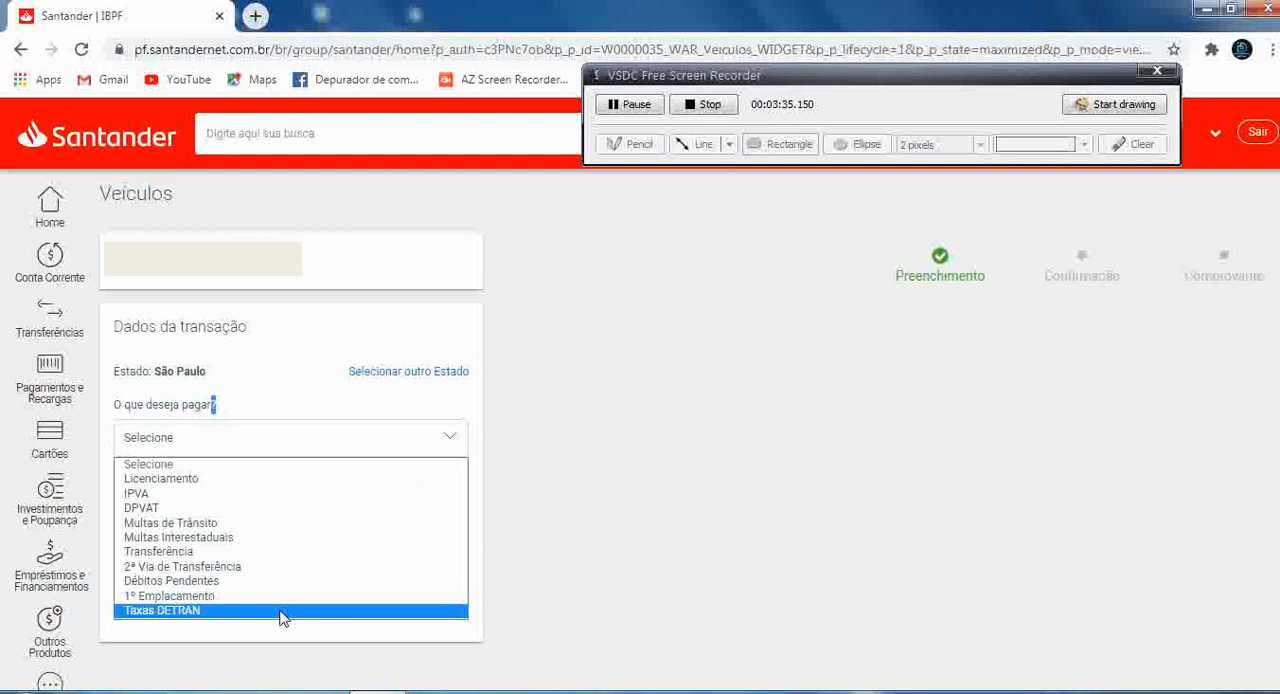 Santander | IBPF
pf.santandernet.com.br/br/group/santander/home?p_auth=c3PNc7ob&p_p_id=W0000035_WAR_Veiculos_WIDGET&p_p_lifecycle=1&p_p_state=maximized&p_p_mode=vie...
Apps
Gmail
YouTube
Maps
Depurador de com...
AZ Screen Recorder...
VSDC Free Screen Recorder
Pause
Stop
00:03:35.150
Start drawing
Pencil
Line
Rectangle
Ellipse
2 pixels
Clear
Santander
Digite aqui sua busca
Sair
Home
Conta Corrente
Transferências
Pagamentos e
Recargas
Cartões
Investimentos
e Poupança
Empréstimos e
Financiamentos
Outros
Produtos
Veículos
Preenchimento
Confirmação
Comprovante
Dados da transação
Estado: São Paulo
Selecionar outro Estado
O que deseja pagar?
Selecione
Selecione
Licenciamento
IPVA
DPVAT
Multas de Trânsito
Multas Interestaduais
Transferência
2ª Via de Transferência
Débitos Pendentes
1º Emplacamento
Taxas DETRAN